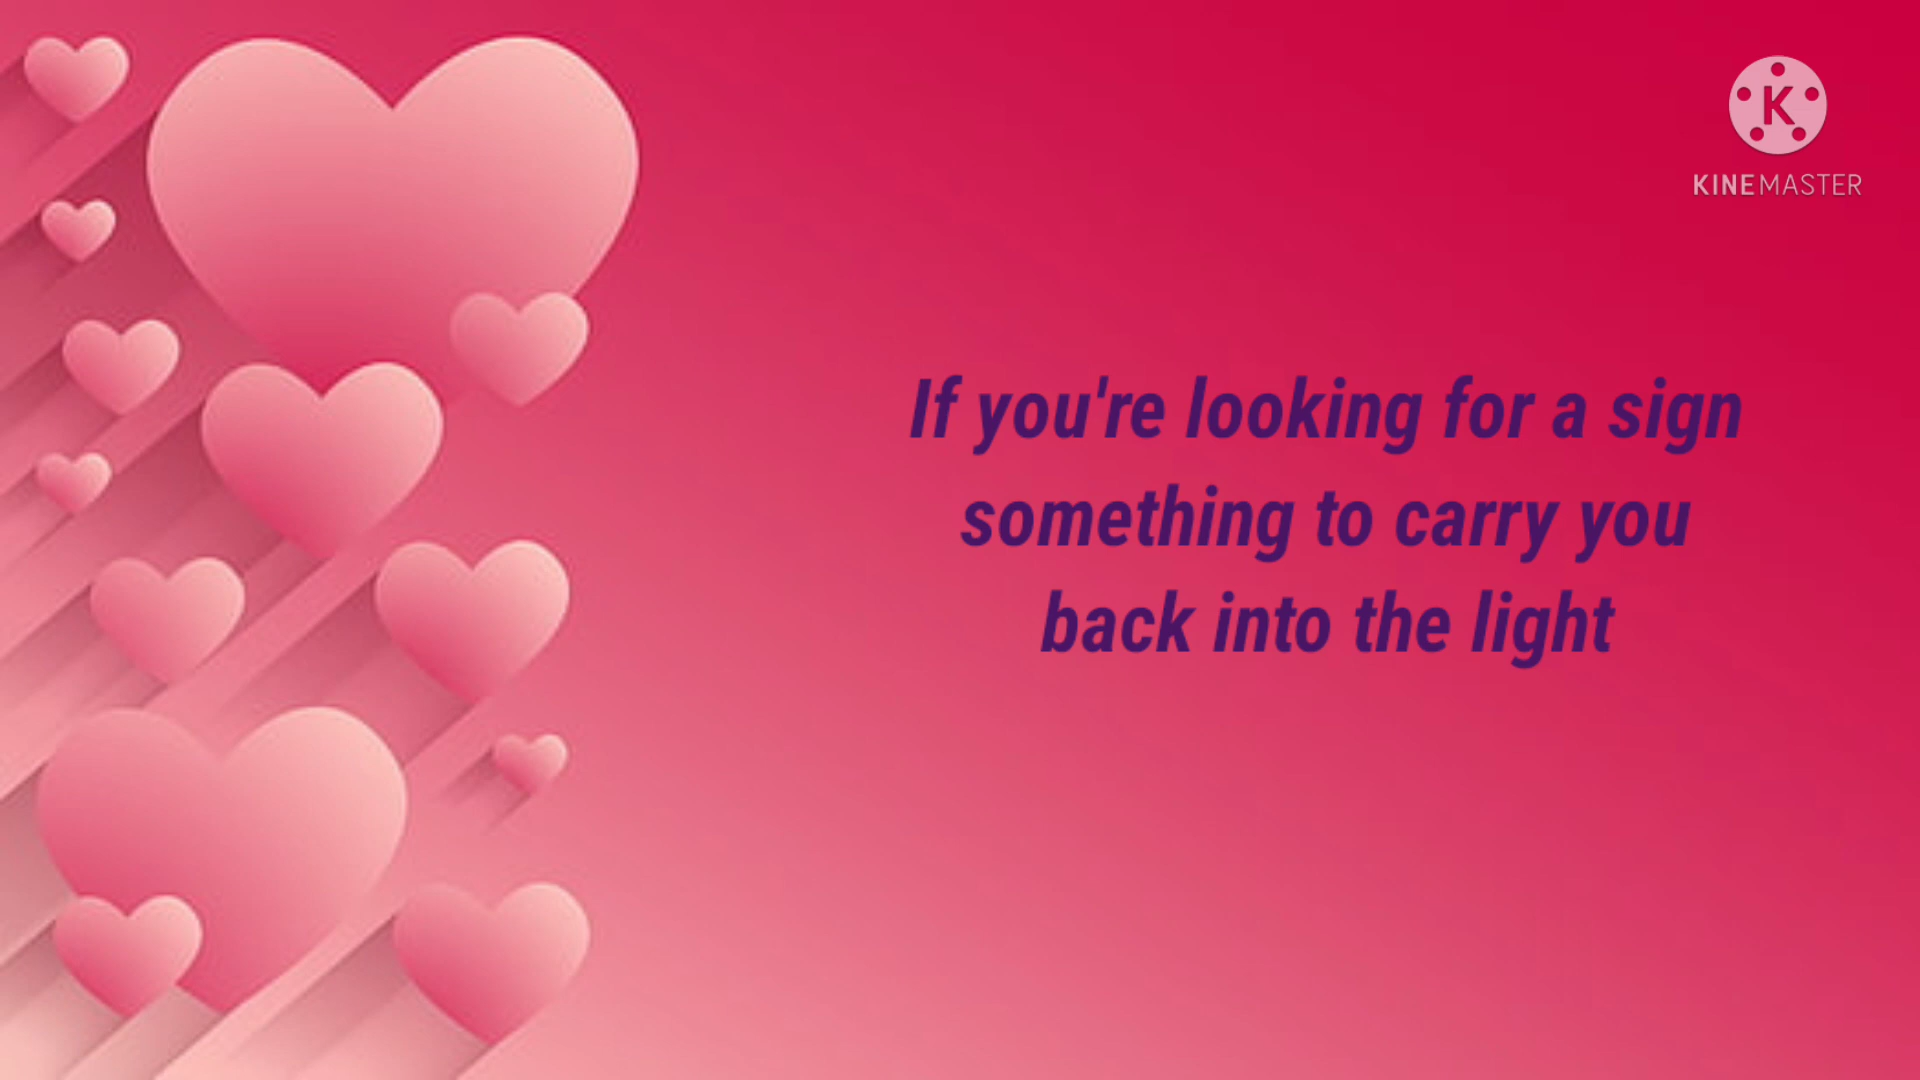 K
KINEMASTER
If you're looking for a sign
something to carry you
back into the light